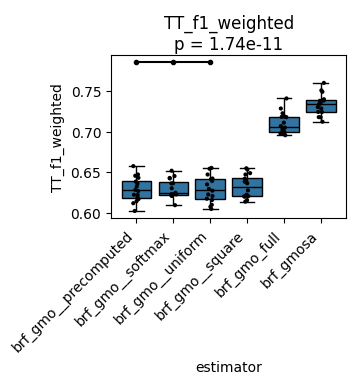 TT_f1_weighted
p = 1.74e-11
TT_f1_weighted
0.75
0.70
0.65
0.60
brf_gmo__precomputed
brf_gmo__softmax
brf_gmo__uniform
brf_gmo__square
brf_gmo_full
brf_gmosa
estimator